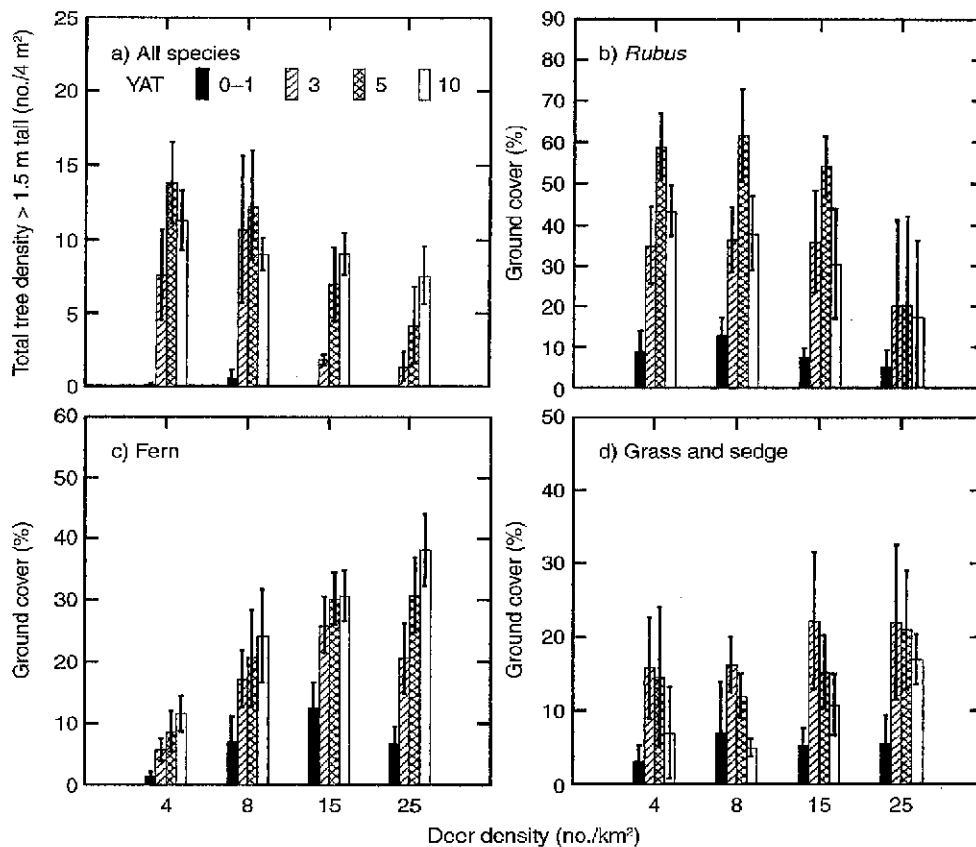 a) All species
YAT 0–1 3 5 10
Total tree density > 1.5 m tall (no./4 m²)
25
20
15
10
5
0
b) Rubus
Ground cover (%)
90
80
70
60
50
40
30
20
10
0
c) Fern
Ground cover (%)
60
50
40
30
20
10
0
4 8 15 25
d) Grass and sedge
Ground cover (%)
50
40
30
20
10
0
4 8 15 25
Deer density (no./km²)